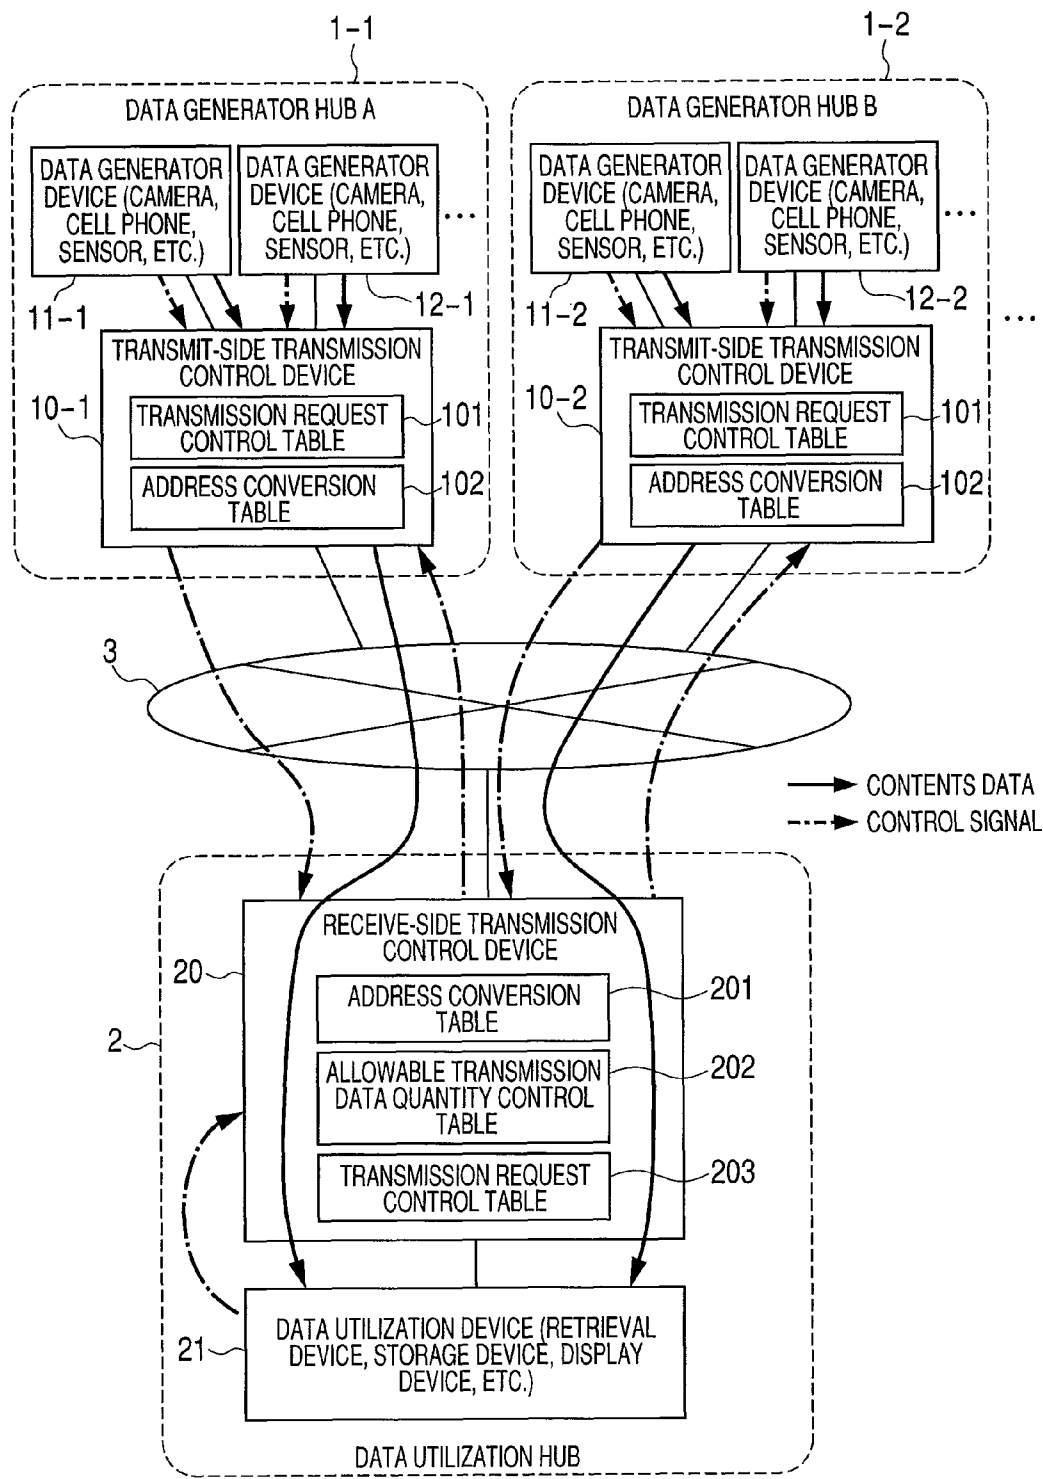 1-1
1-2
DATA GENERATOR HUB A
DATA GENERATOR HUB B
DATA GENERATOR
DEVICE (CAMERA,
CELL PHONE,
SENSOR, ETC.)
DATA GENERATOR
DEVICE (CAMERA,
CELL PHONE,
SENSOR, ETC.)
...
DATA GENERATOR
DEVICE (CAMERA,
CELL PHONE,
SENSOR, ETC.)
DATA GENERATOR
DEVICE (CAMERA,
CELL PHONE,
SENSOR, ETC.)
...
11-1
12-1
11-2
12-2
...
TRANSMIT-SIDE TRANSMISSION
CONTROL DEVICE
10-1
TRANSMISSION REQUEST
CONTROL TABLE
101
ADDRESS CONVERSION
TABLE
102
TRANSMIT-SIDE TRANSMISSION
CONTROL DEVICE
10-2
TRANSMISSION REQUEST
CONTROL TABLE
101
ADDRESS CONVERSION
TABLE
102
3
CONTENTS DATA
CONTROL SIGNAL
RECEIVE-SIDE TRANSMISSION
CONTROL DEVICE
20
ADDRESS CONVERSION
TABLE
201
2
ALLOWABLE TRANSMISSION
DATA QUANTITY CONTROL
TABLE
202
TRANSMISSION REQUEST
CONTROL TABLE
203
21
DATA UTILIZATION DEVICE (RETRIEVAL
DEVICE, STORAGE DEVICE, DISPLAY
DEVICE, ETC.)
DATA UTILIZATION HUB